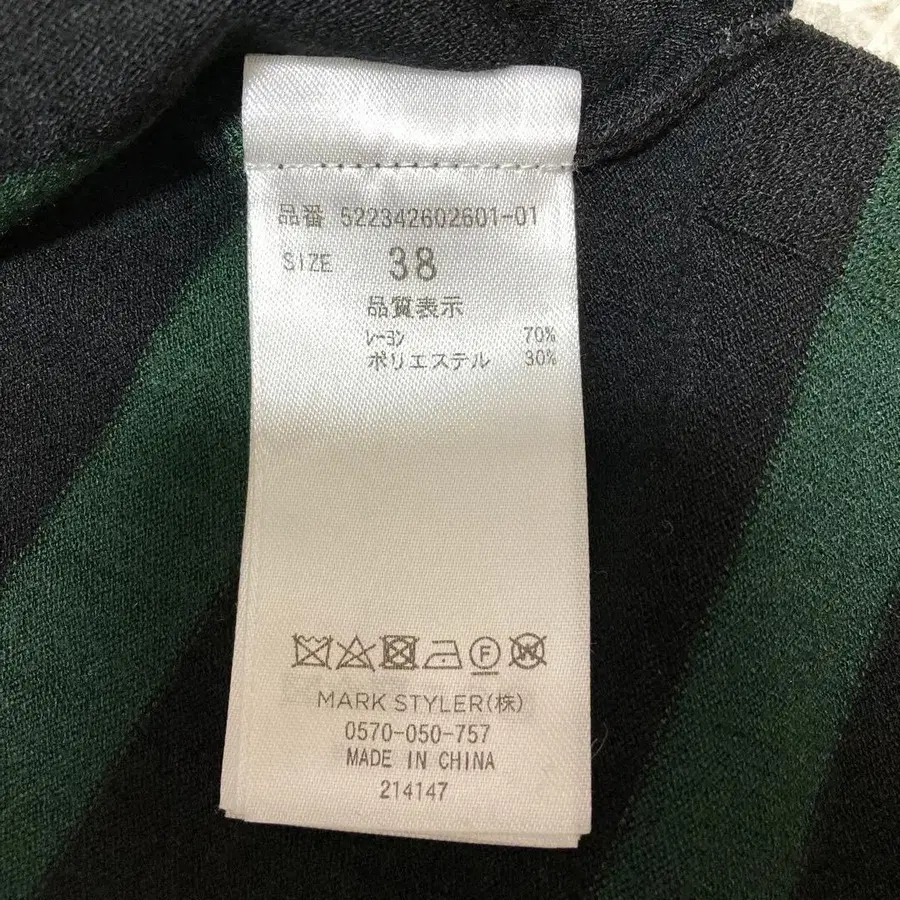 品番 522342602601-01
SIZE 38
品質表示
レーヨン 70%
ポリエステル 30%
F W
MARK STYLER(株)
0570-050-757
MADE IN CHINA
214147